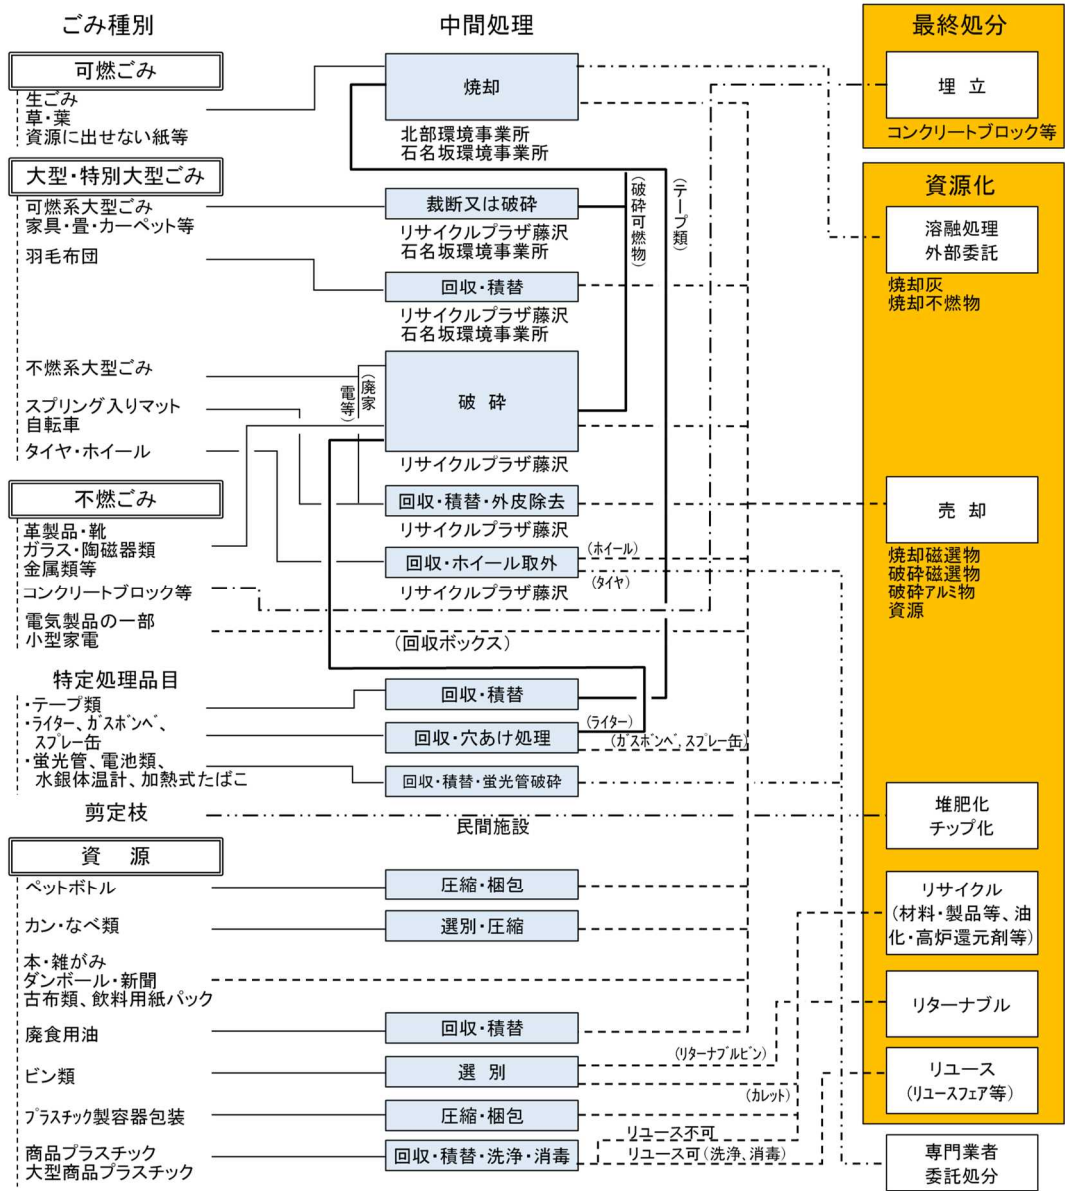 ごみ種別
中間処理
最終処分
可燃ごみ
生ごみ
草・葉
資源に出せない紙等
焼却
北部環境事業所
石名坂環境事業所
埋 立
コンクリートブロック等
大型・特別大型ごみ
可燃系大型ごみ
家具・畳・カーペット等
羽毛布団
不燃系大型ごみ
スプリング入りマット
自転車
タイヤ・ホイール
裁断又は破砕
リサイクルプラザ藤沢
石名坂環境事業所
回収・積替
リサイクルプラザ藤沢
石名坂環境事業所
(破砕可燃物)
(テープ類)
(廃家
電等)
破 砕
リサイクルプラザ藤沢
回収・積替・外皮除去
リサイクルプラザ藤沢
回収・ホイール取外
リサイクルプラザ藤沢
(ホイール)
(タイヤ)
資源化
溶融処理
外部委託
焼却灰
焼却不燃物
売 却
焼却磁選物
破砕磁選物
破砕アルミ物
資源
不燃ごみ
革製品・靴
ガラス・陶磁器類
金属類等
コンクリートブロック等
電気製品の一部
小型家電
(回収ボックス)
特定処理品目
・テープ類
・ライター、ガスボンベ、
スプレー缶
・蛍光管、電池類、
水銀体温計、加熱式たばこ
回収・積替
回収・穴あけ処理
(ライター)
(ガスボンベ、スプレー缶)
回収・積替・蛍光管破砕
剪定枝
民間施設
堆肥化
チップ化
資 源
ペットボトル
圧縮・梱包
カン・なべ類
選別・圧縮
本・雑がみ
ダンボール・新聞
古布類、飲料用紙パック
廃食用油
回収・積替
ビン類
選 別
(リターナブルビン)
(カレット)
プラスチック製容器包装
圧縮・梱包
商品プラスチック
大型商品プラスチック
回収・積替・洗浄・消毒
リユース不可
リユース可(洗浄、消毒)
リサイクル
(材料・製品等、油
化・高炉還元剤等)
リターナブル
リユース
(リユースフェア等)
専門業者
委託処分